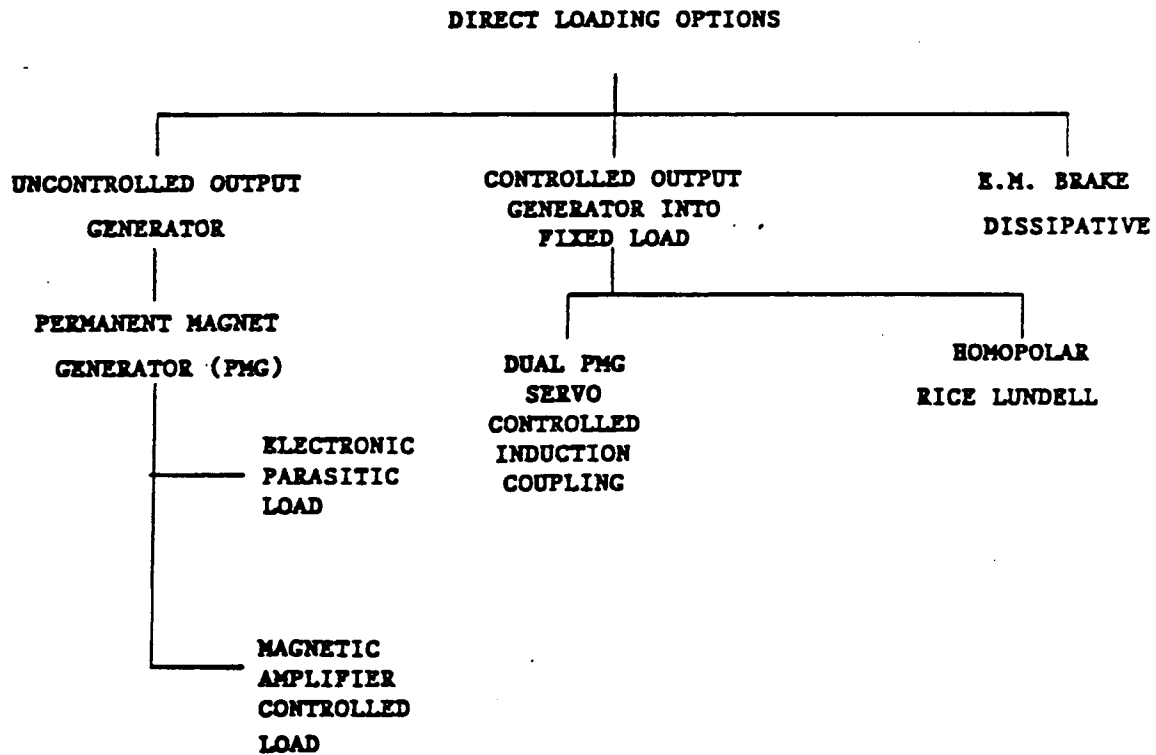 DIRECT LOADING OPTIONS
UNCONTROLLED OUTPUT
GENERATOR
CONTROLLED OUTPUT
GENERATOR INTO
FIXED LOAD
E.M. BRAKE
DISSIPATIVE
PERMANENT MAGNET
GENERATOR (PMG)
DUAL PMG
SERVO
CONTROLLED
INDUCTION
COUPLING
HOMOPOLAR
RICE LUNDELL
ELECTRONIC
PARASITIC
LOAD
MAGNETIC
AMPLIFIER
CONTROLLED
LOAD